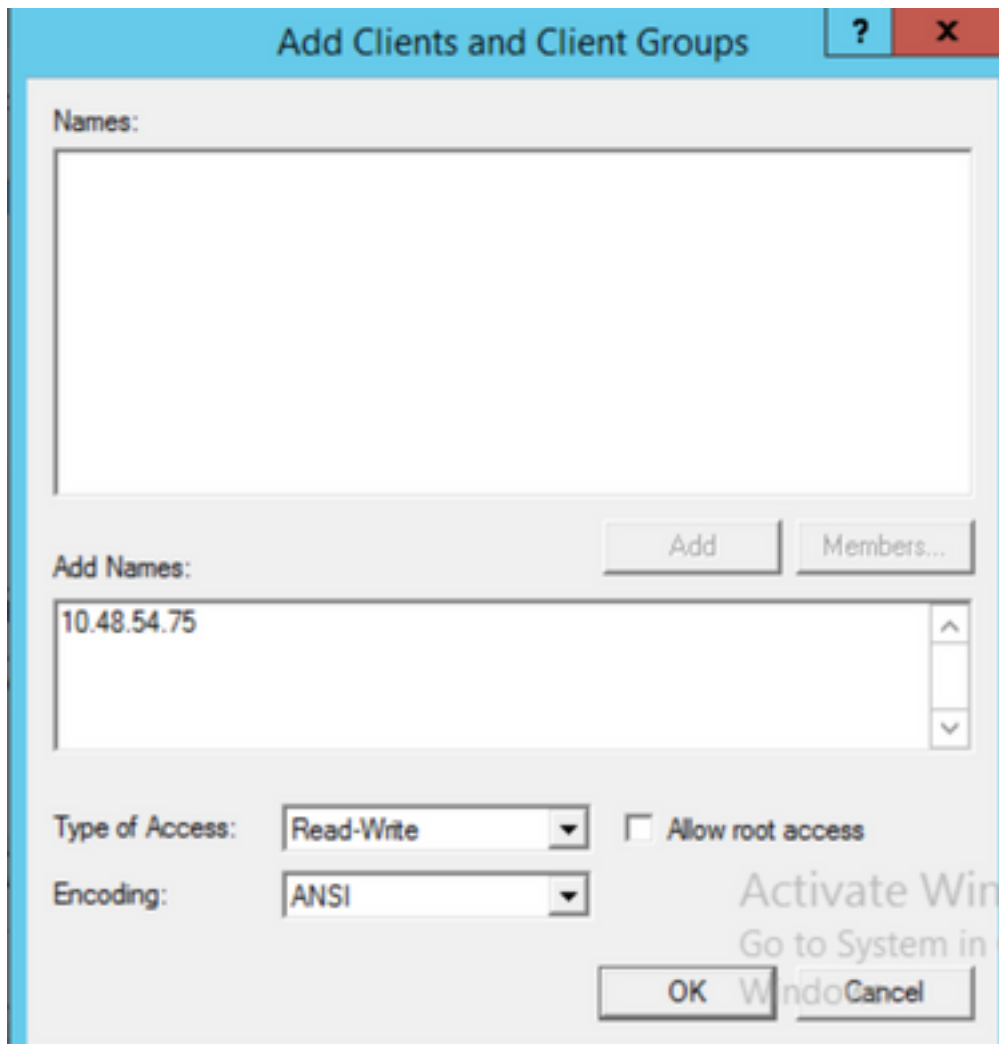 Add Clients and Client Groups
? x
Names:
Add Members...
Add Names:
10.48.54.75
Type of Access: Read-Write Allow root access
Encoding: ANSI
Activate Win
Go to System in
OK Cancel